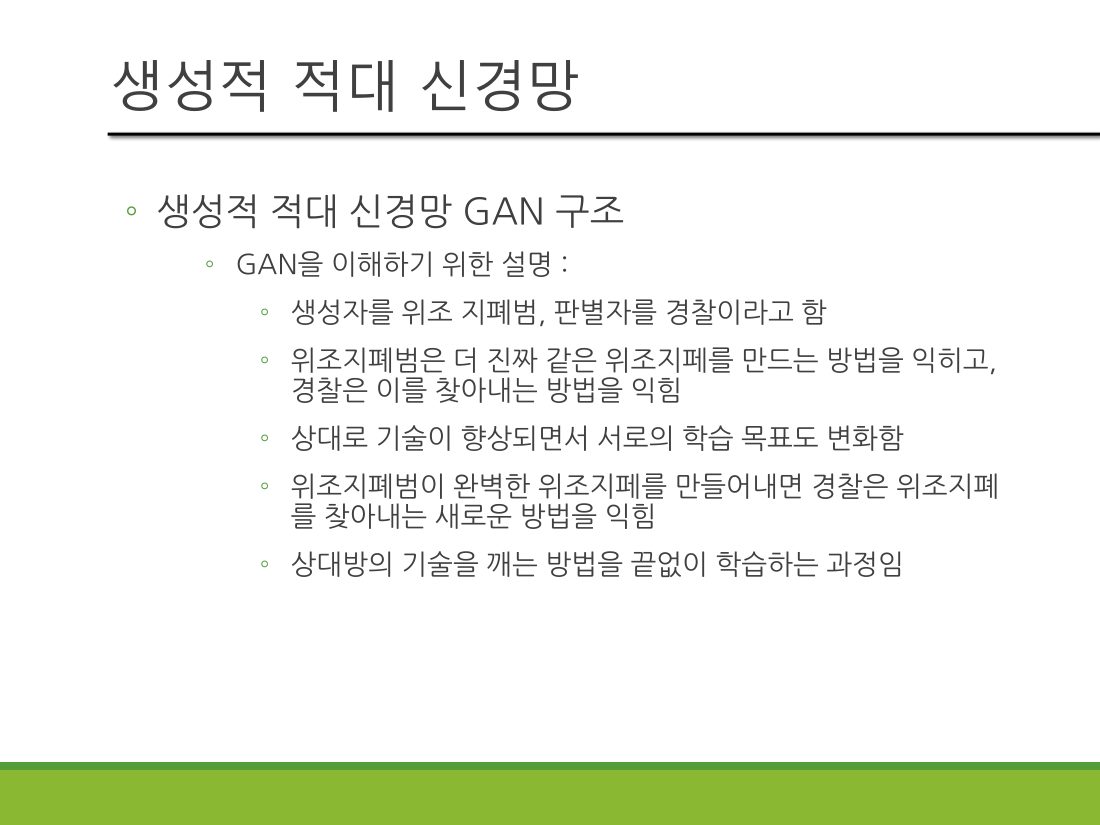 생성적 적대 신경망
◦ 생성적 적대 신경망 GAN 구조
◦ GAN을 이해하기 위한 설명 :
◦ 생성자를 위조 지폐범, 판별자를 경찰이라고 함
◦ 위조지폐범은 더 진짜 같은 위조지페를 만드는 방법을 익히고,
경찰은 이를 찾아내는 방법을 익힘
◦ 상대로 기술이 향상되면서 서로의 학습 목표도 변화함
◦ 위조지폐범이 완벽한 위조지페를 만들어내면 경찰은 위조지폐
를 찾아내는 새로운 방법을 익힘
◦ 상대방의 기술을 깨는 방법을 끝없이 학습하는 과정임